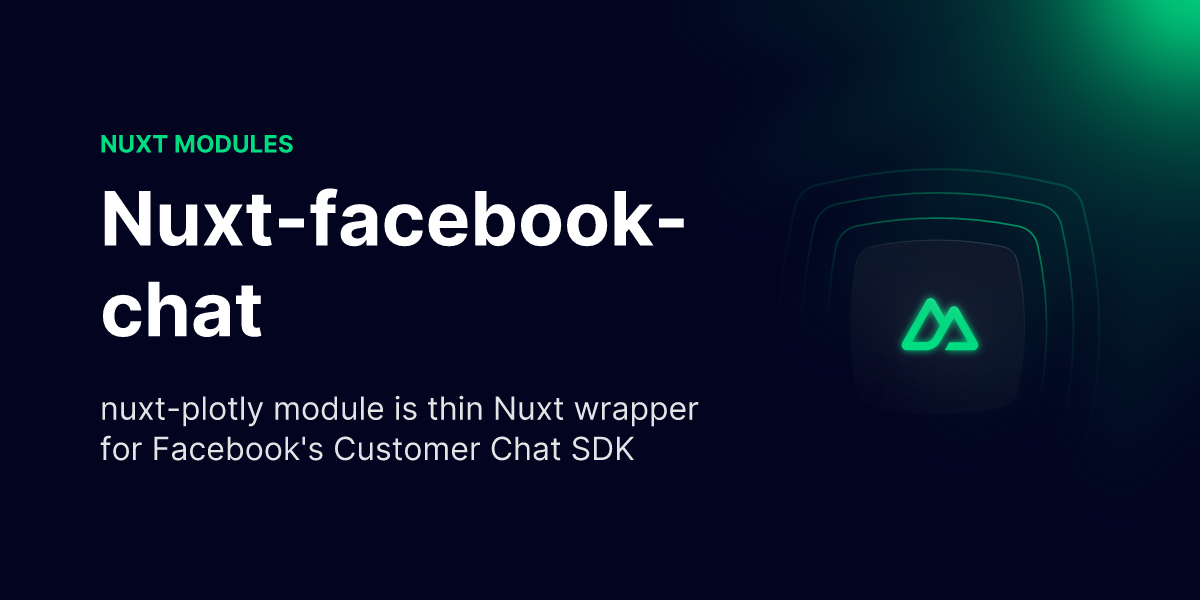 NUXT MODULES
Nuxt-facebook-
chat
nuxt-plotly module is thin Nuxt wrapper
for Facebook's Customer Chat SDK